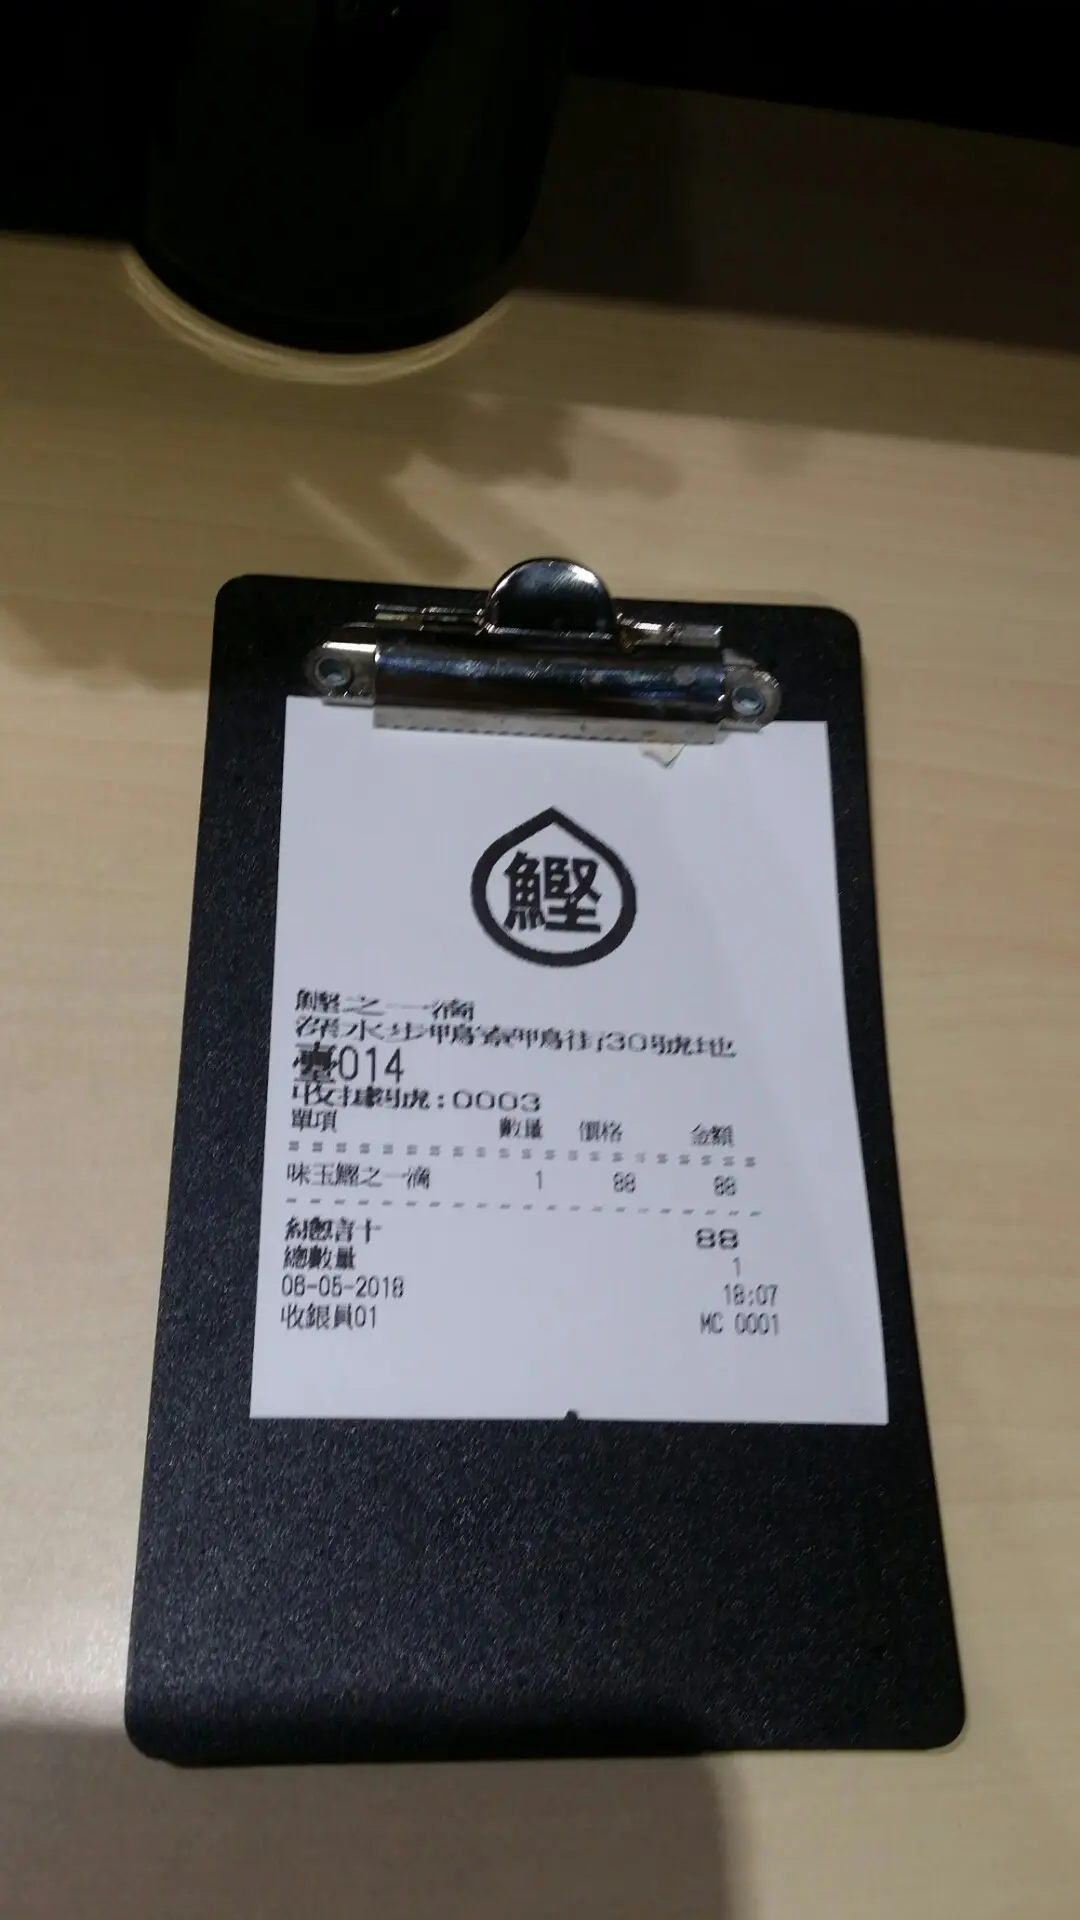 鰹
鰹之一滴
深水步鴨寮鴨街30號地
臺014
收據號:0003
單項 數量 價格 金額
味玉鰹之一滴 1 88 88
總計 88
總數量 1
08-05-2018 18:07
收銀員01 MC 0001